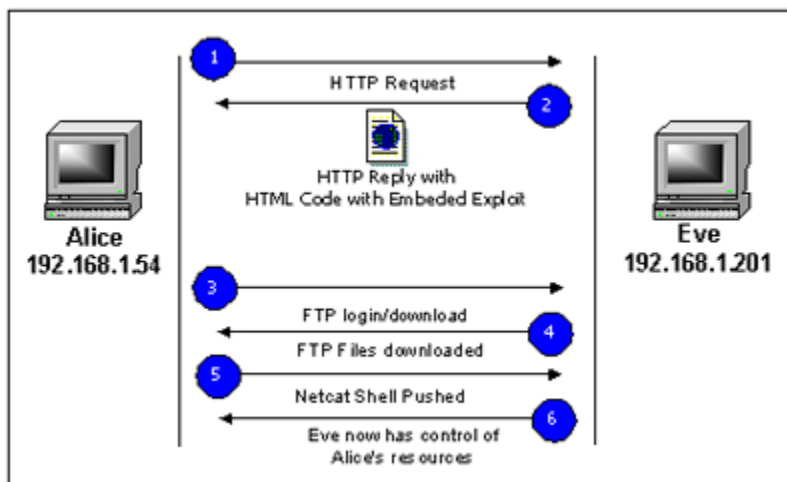 1
HTTP Request
2
HTTP Reply with
HTML Code with Embeded Exploit
Alice
192.168.1.54
Eve
192.168.1.201
3
FTP login/download
4
FTP Files downloaded
5
Netcat Shell Pushed
6
Eve now has control of
Alice's resources